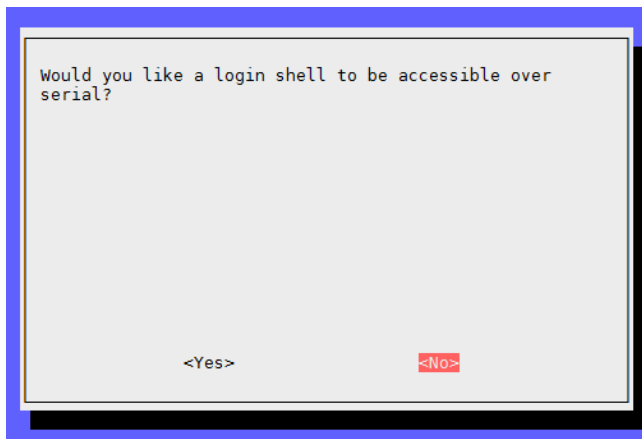 Would you like a login shell to be accessible over
serial?
<Yes> <No>